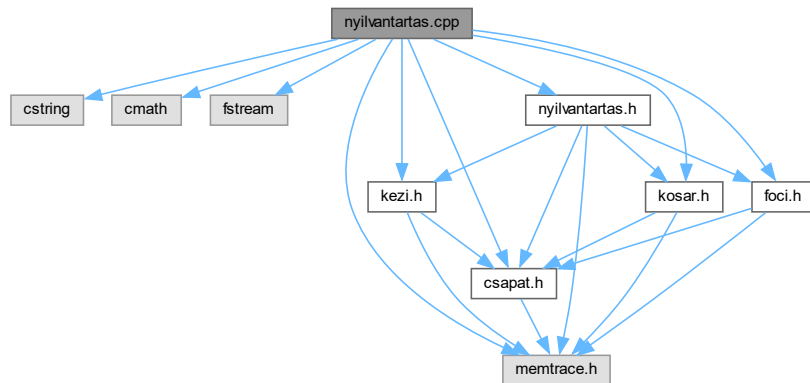 nyilvantartas.cpp
cstring
cmath
fstream
nyilvantartas.h
kezi.h
kosar.h
foci.h
csapat.h
memtrace.h